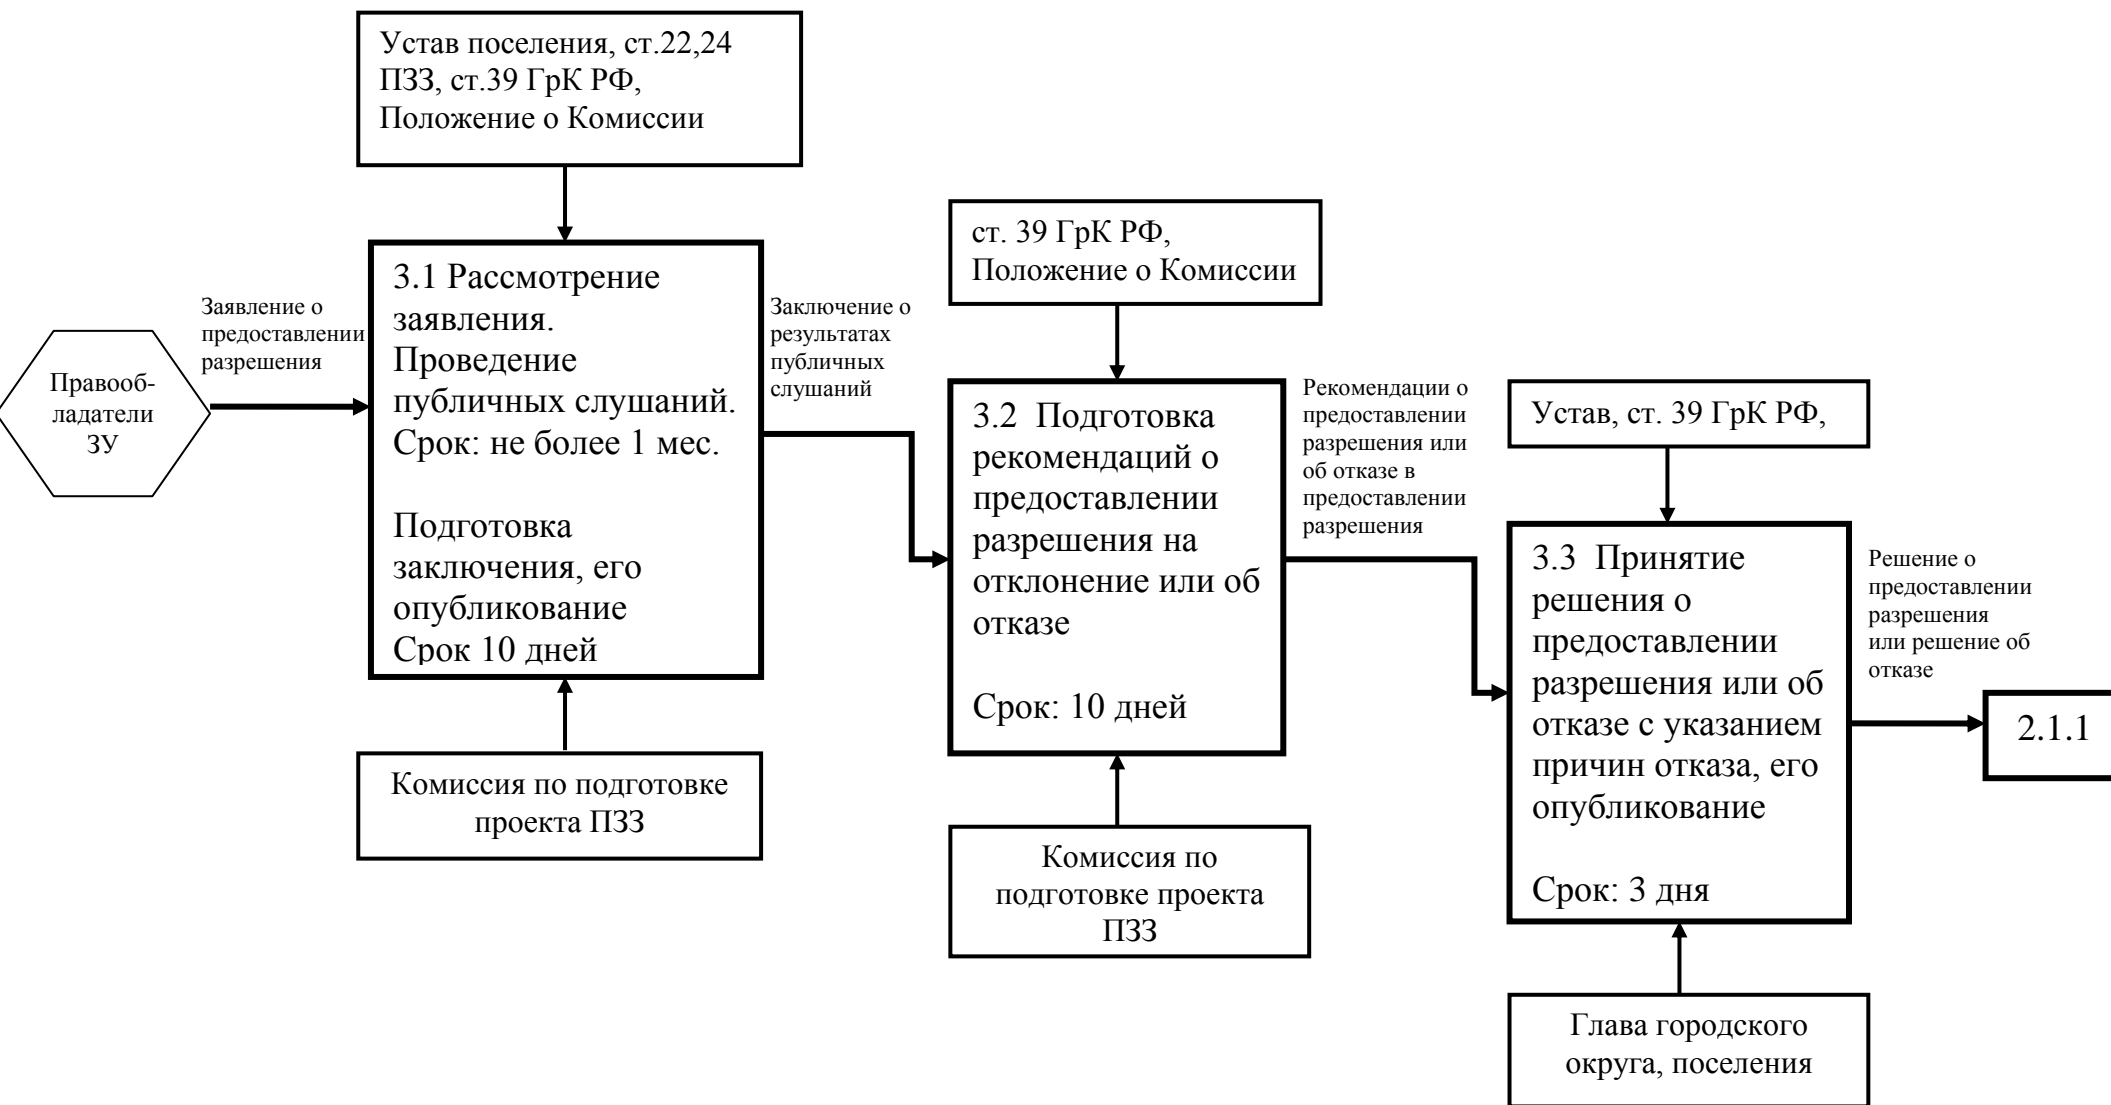 Устав поселения, ст.22,24
ПЗЗ, ст.39 ГрК РФ,
Положение о Комиссии
Правооб-
ладатели
ЗУ
Заявление о
предоставлении
разрешения
3.1 Рассмотрение
заявления.
Проведение
публичных слушаний.
Срок: не более 1 мес.
Подготовка
заключения, его
опубликование
Срок 10 дней
Комиссия по подготовке
проекта ПЗЗ
Заключение о
результатах
публичных
слушаний
ст. 39 ГрК РФ,
Положение о Комиссии
3.2 Подготовка
рекомендаций о
предоставлении
разрешения на
отклонение или об
отказе
Срок: 10 дней
Комиссия по
подготовке проекта
ПЗЗ
Рекомендации о
предоставлении
разрешения или
об отказе в
предоставлении
разрешения
Устав, ст. 39 ГрК РФ,
3.3 Принятие
решения о
предоставлении
разрешения или об
отказе с указанием
причин отказа, его
опубликование
Срок: 3 дня
Глава городского
округа, поселения
Решение о
предоставлении
разрешения
или решение об
отказе
2.1.1